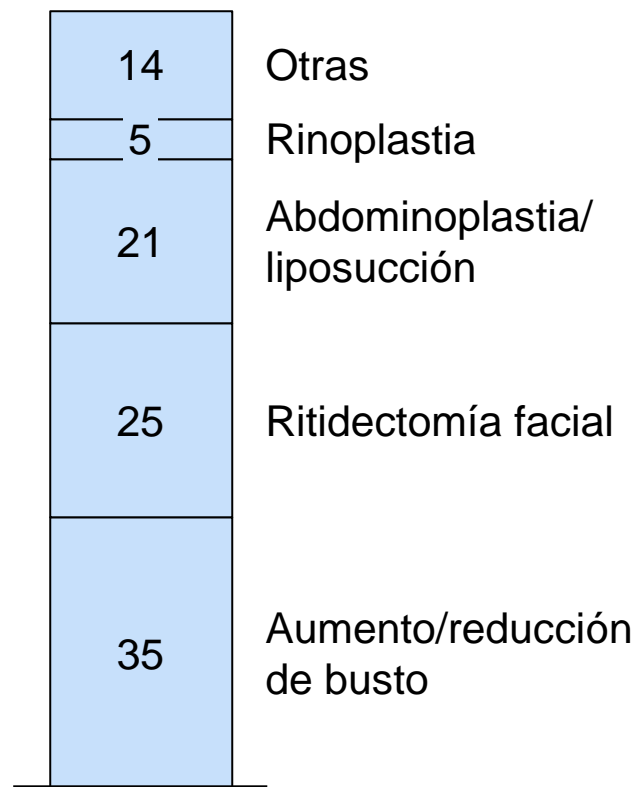 14 Otras
5 Rinoplastia
21 Abdominoplastia/
liposucción
25 Ritidectomía facial
35 Aumento/reducción
de busto